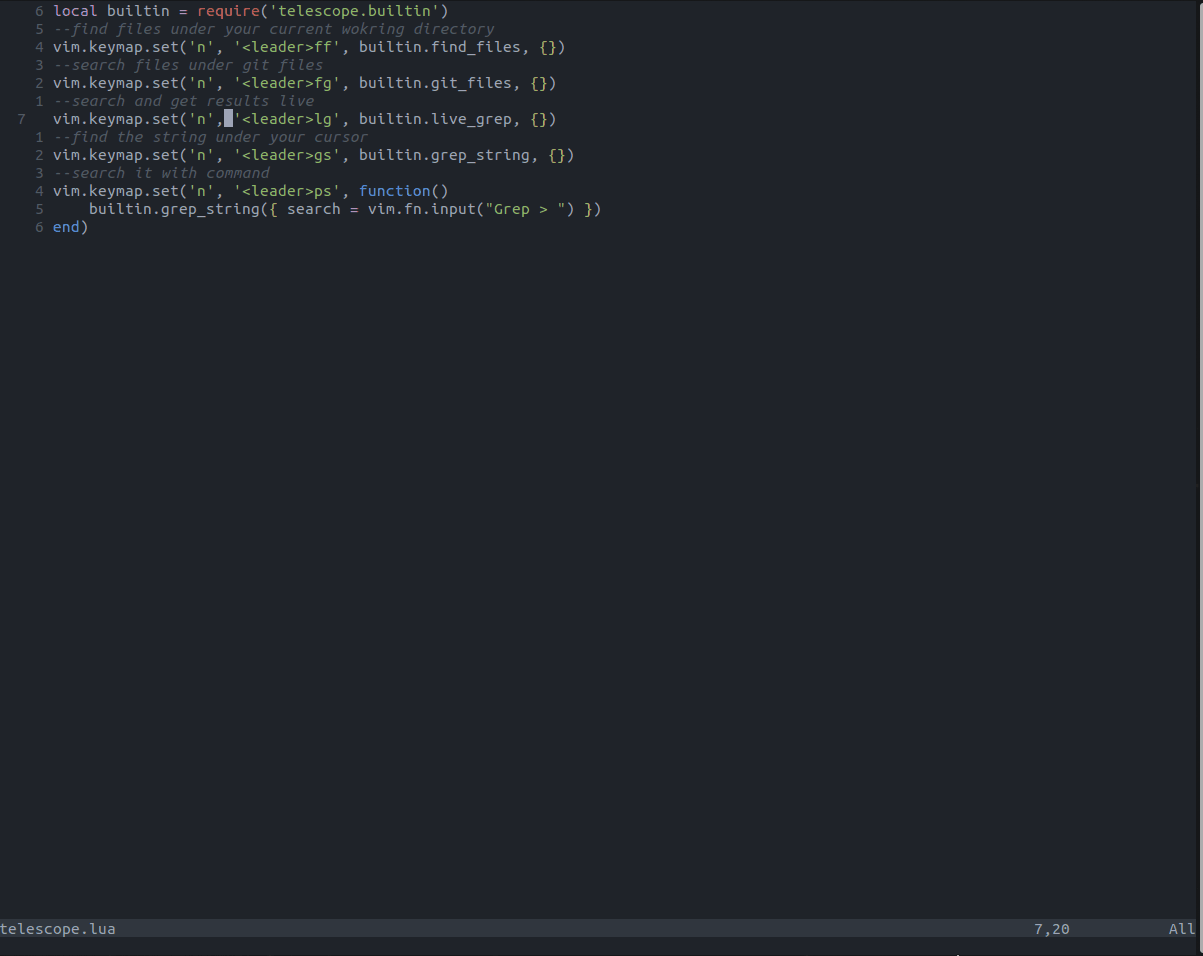 6 local builtin = require('telescope.builtin')
5 --find files under your current wokring directory
4 vim.keymap.set('n', '<leader>ff', builtin.find_files, {})
3 --search files under git files
2 vim.keymap.set('n', '<leader>fg', builtin.git_files, {})
1 --search and get results live
7 vim.keymap.set('n', '<leader>lg', builtin.live_grep, {})
1 --find the string under your cursor
2 vim.keymap.set('n', '<leader>gs', builtin.grep_string, {})
3 --search it with command
4 vim.keymap.set('n', '<leader>ps', function()
5     builtin.grep_string({ search = vim.fn.input("Grep > ") })
6 end)
telescope.lua 7,20 All